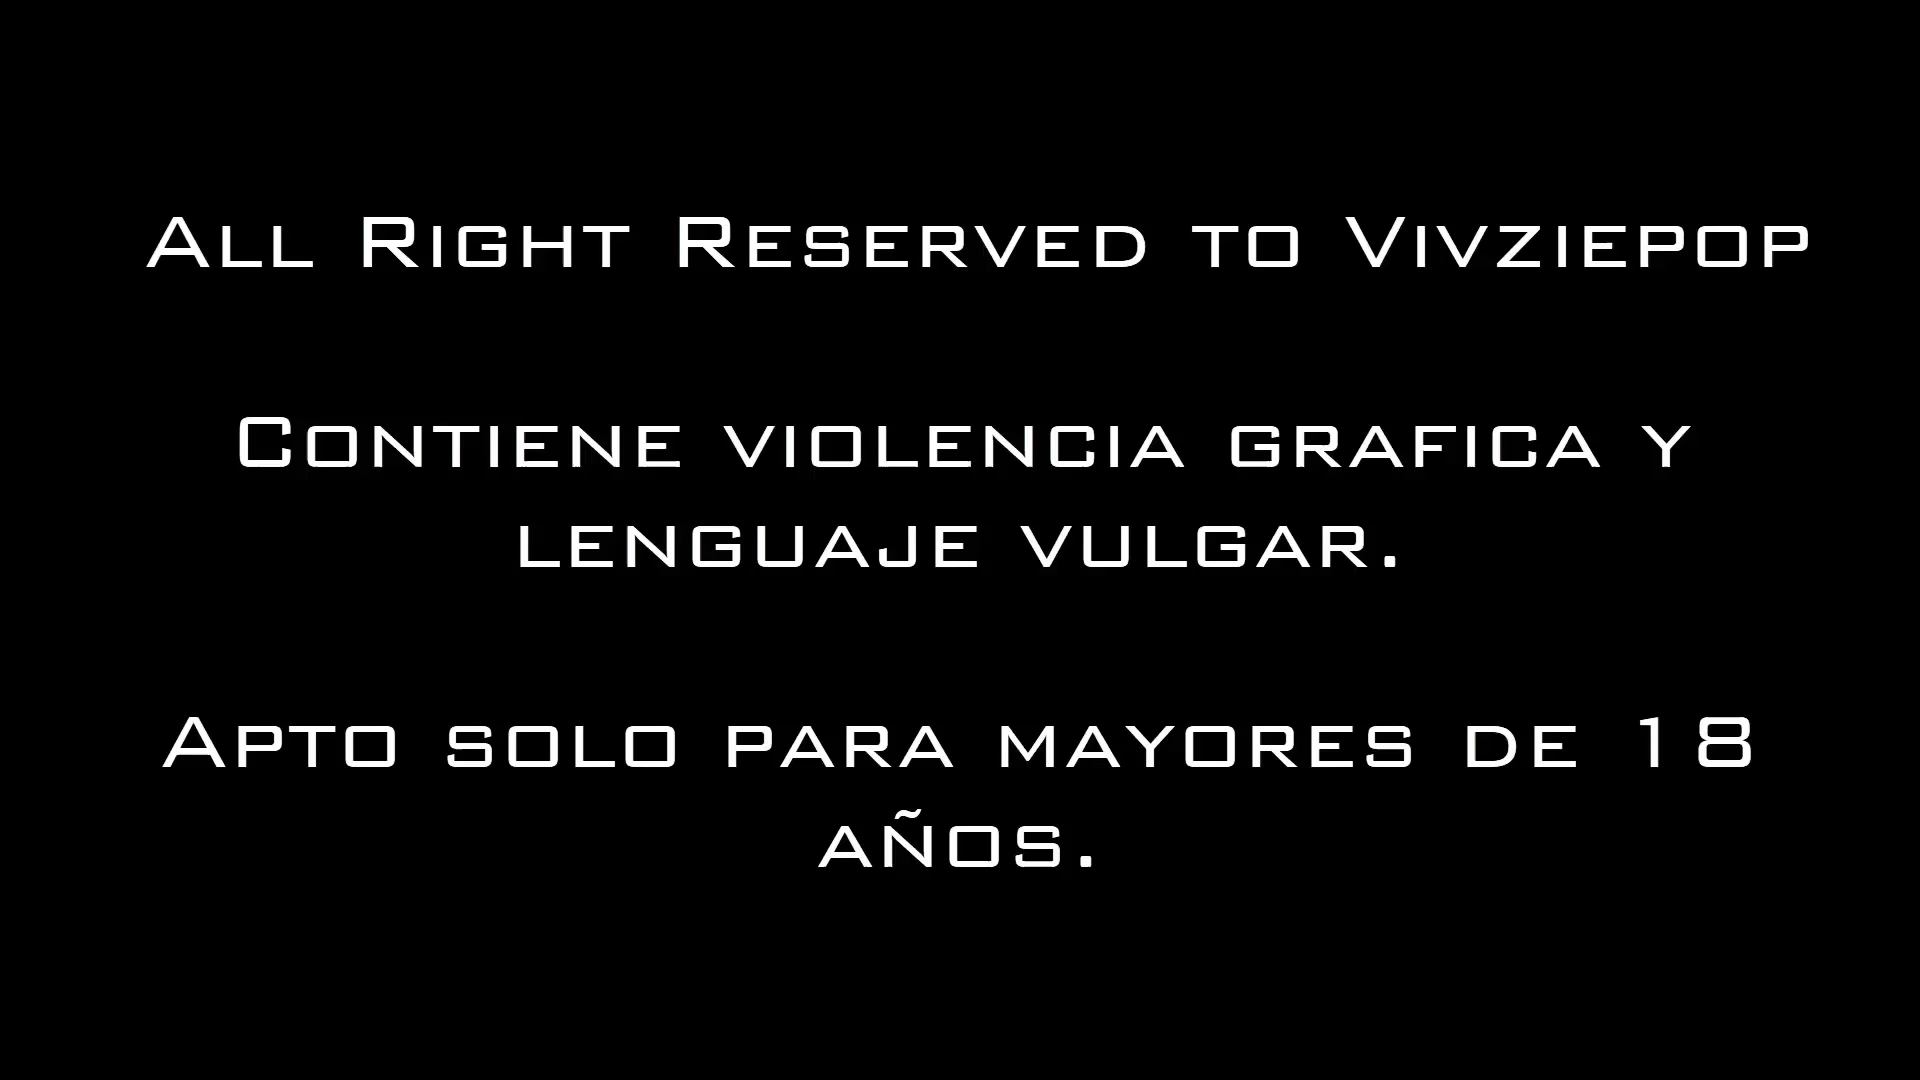 All Right Reserved to Vivziepop
Contiene violencia grafica y
lenguaje vulgar.
Apto solo para mayores de 18
años.